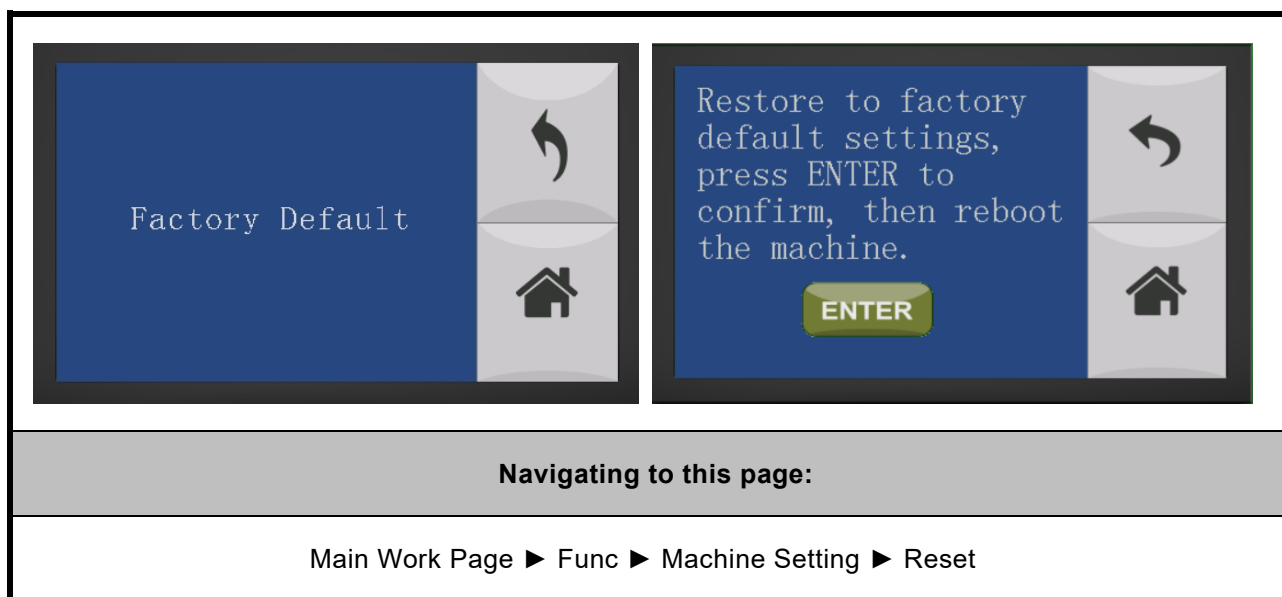 Factory Default
Restore to factory
default settings,
press ENTER to
confirm, then reboot
the machine.
ENTER
Navigating to this page:
Main Work Page ► Func ► Machine Setting ► Reset